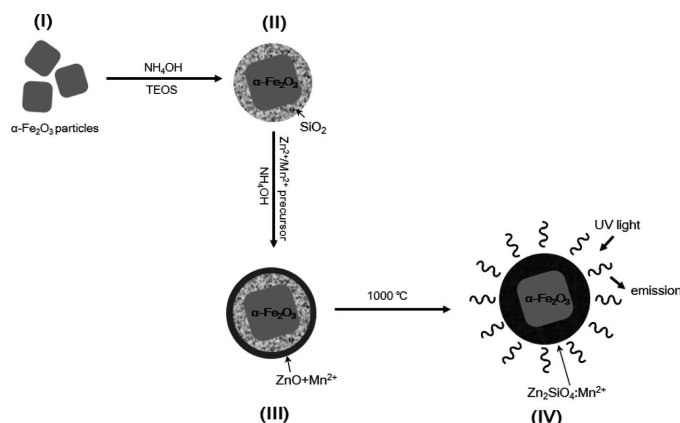 (I)
(II)
NH₄OH
TEOS
α-Fe₂O₃
α-Fe₂O₃ particles
SiO₂
Zn²⁺/Mn²⁺ precursor
NH₄OH
UV light
emission
α-Fe₂O₃
1000 °C
α-Fe₂O₃
ZnO+Mn²⁺
Zn₂SiO₄:Mn²⁺
(III)
(IV)